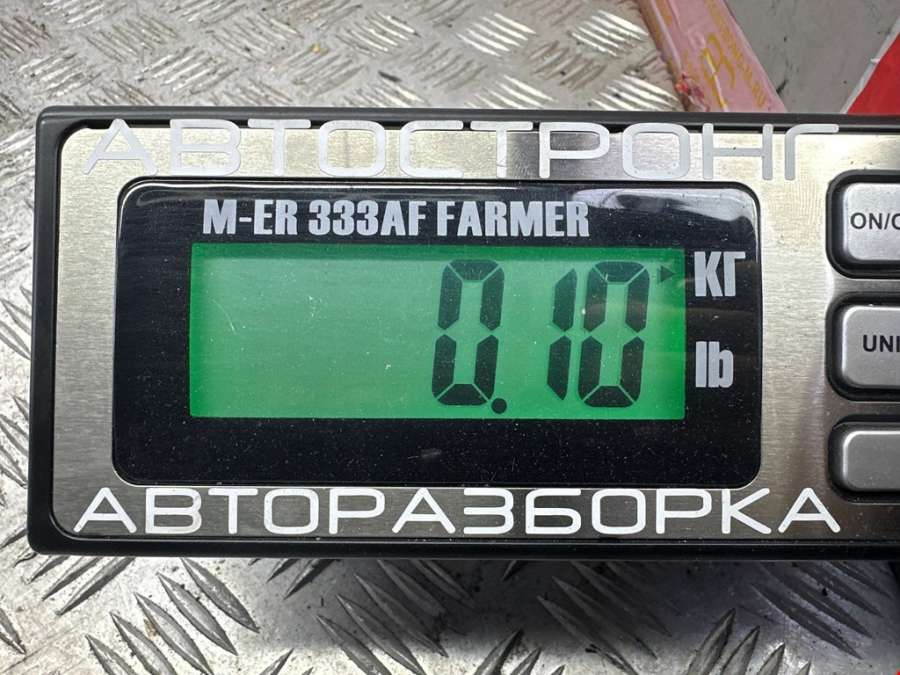 АВТОСТРОНГ
M-ER 333AF FARMER
0.10
КГ
lb
ON/O
UNI
АВТОРАЗБОРКА